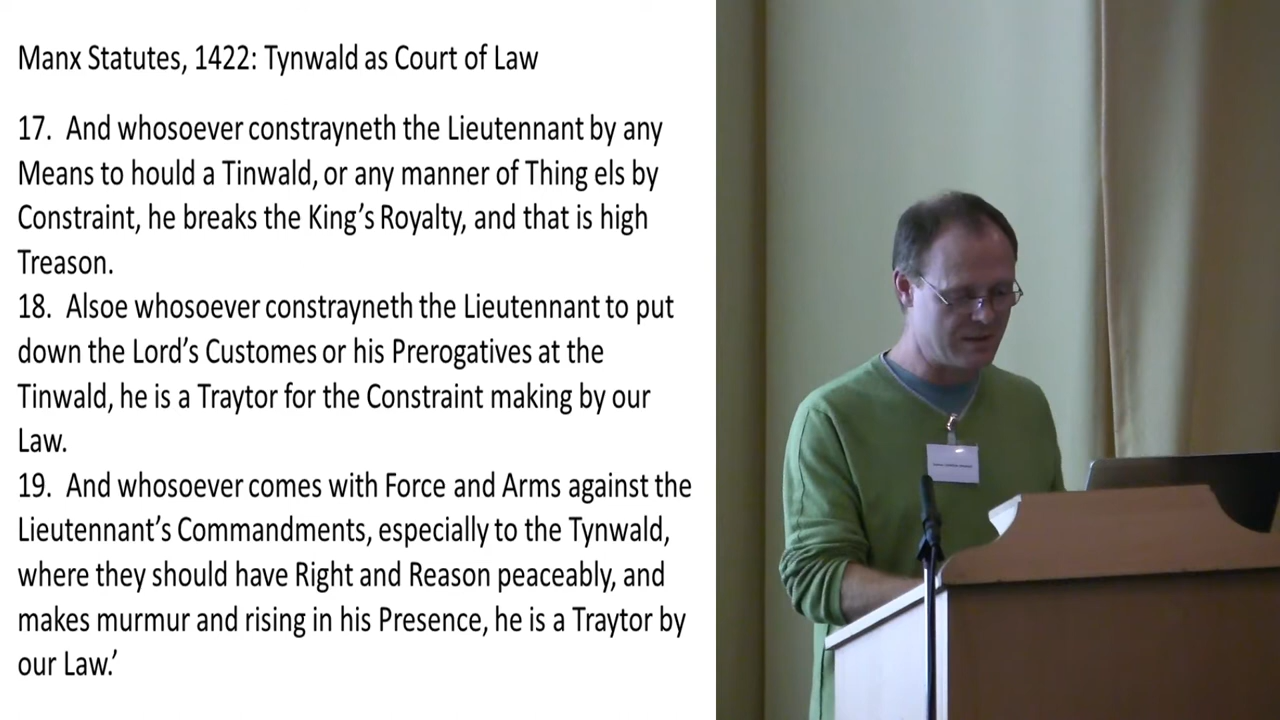 Manx Statutes, 1422: Tynwald as Court of Law
17. And whosoever constrayneth the Lieutennant by any
Means to hould a Tinwald, or any manner of Thing els by
Constraint, he breaks the King’s Royalty, and that is high
Treason.
18. Alsoe whosoever constrayneth the Lieutennant to put
down the Lord’s Customes or his Prerogatives at the
Tinwald, he is a Traytor for the Constraint making by our
Law.
19. And whosoever comes with Force and Arms against the
Lieutennant’s Commandments, especially to the Tynwald,
where they should have Right and Reason peaceably, and
makes murmur and rising in his Presence, he is a Traytor by
our Law.’